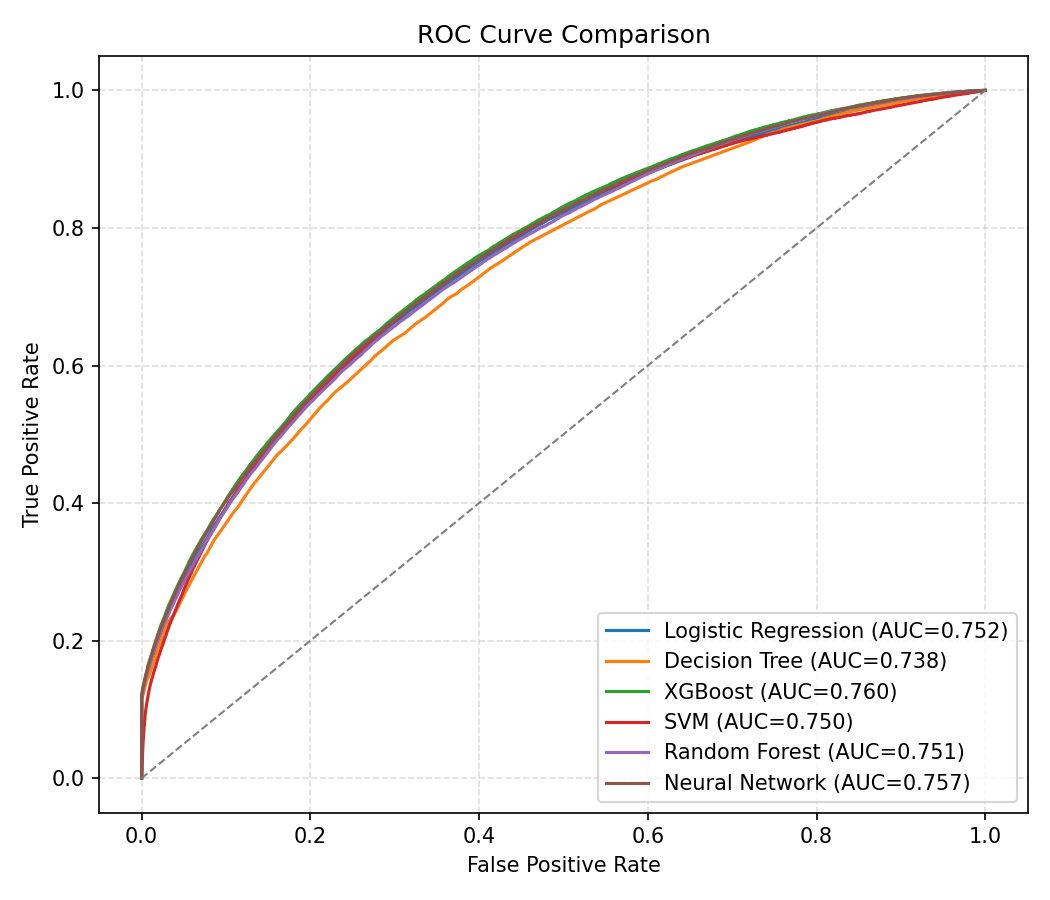 ROC Curve Comparison
1.0
0.8
0.6
0.4
0.2
0.0
True Positive Rate
Logistic Regression (AUC=0.752)
Decision Tree (AUC=0.738)
XGBoost (AUC=0.760)
SVM (AUC=0.750)
Random Forest (AUC=0.751)
Neural Network (AUC=0.757)
0.0 0.2 0.4 0.6 0.8 1.0
False Positive Rate